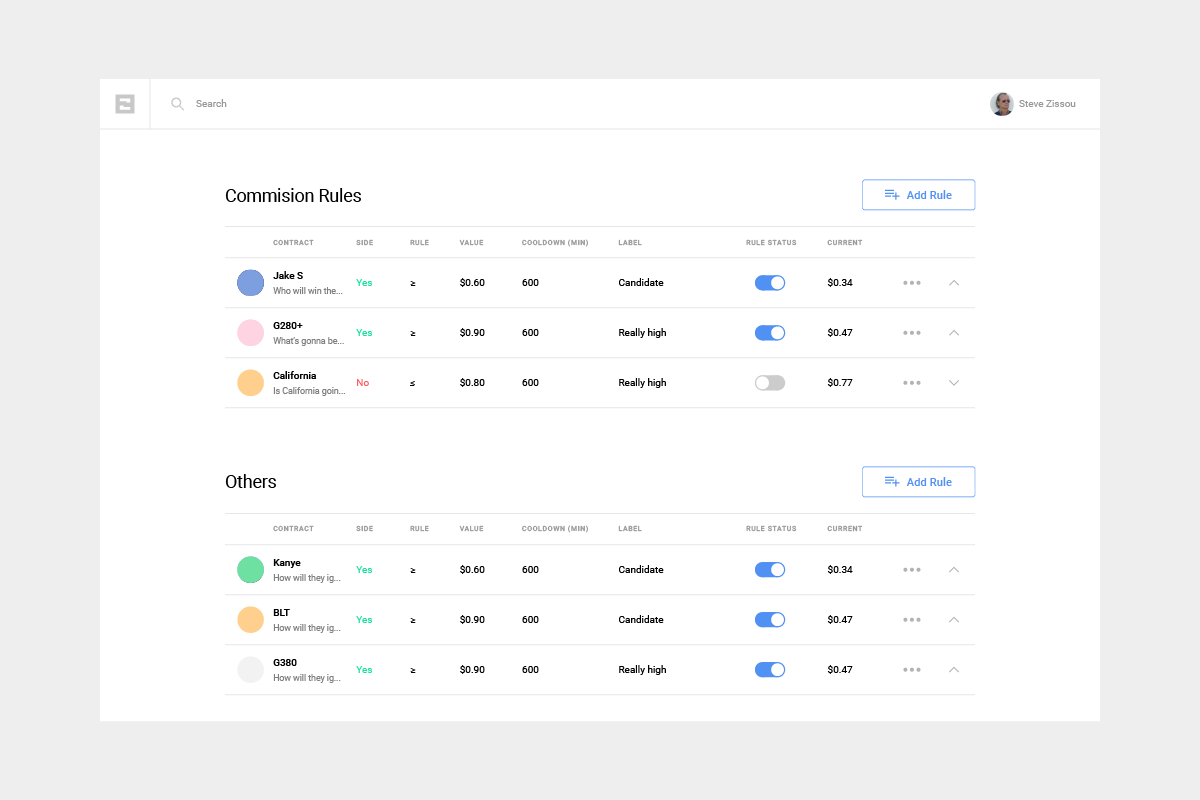 Search
Steve Zissou
Commision Rules
Add Rule
CONTRACT SIDE RULE VALUE COOLDOWN (MIN) LABEL RULE STATUS CURRENT
Jake S
Who will win the...
Yes ≥ $0.60 600 Candidate $0.34
G280+
What's gonna be...
Yes ≥ $0.90 600 Really high $0.47
California
Is California goin...
No ≤ $0.80 600 Really high $0.77
Others
Add Rule
CONTRACT SIDE RULE VALUE COOLDOWN (MIN) LABEL RULE STATUS CURRENT
Kanye
How will they ig...
Yes ≥ $0.60 600 Candidate $0.34
BLT
How will they ig...
Yes ≥ $0.90 600 Candidate $0.47
G380
How will they ig...
Yes ≥ $0.90 600 Really high $0.47